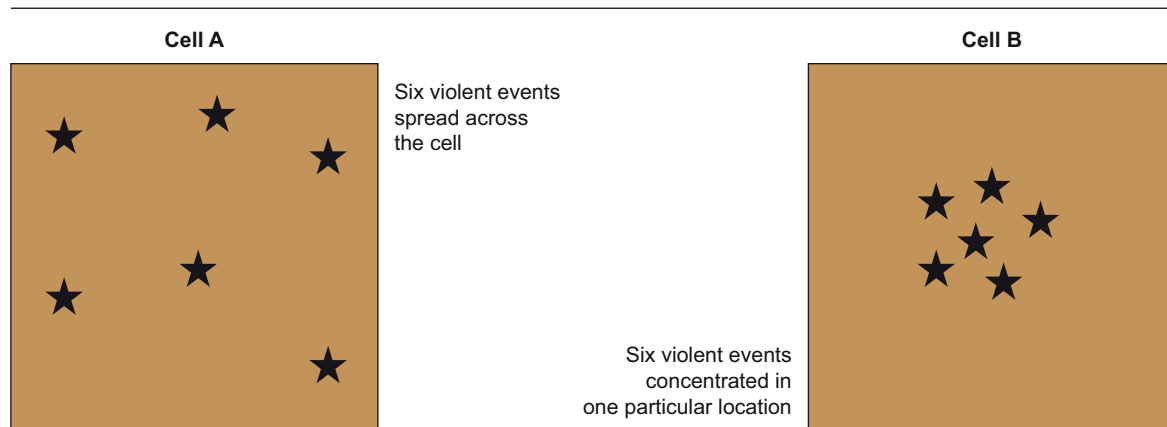 Cell A
Cell B
Six violent events
spread across
the cell
Six violent events
concentrated in
one particular location